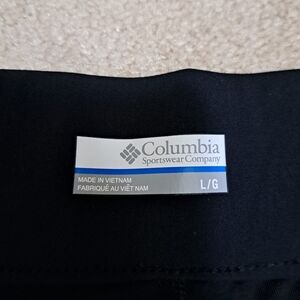 Columbia
Sportswear Company
MADE IN VIETNAM
FABRIQUÉ AU VIÊT NAM
L/G